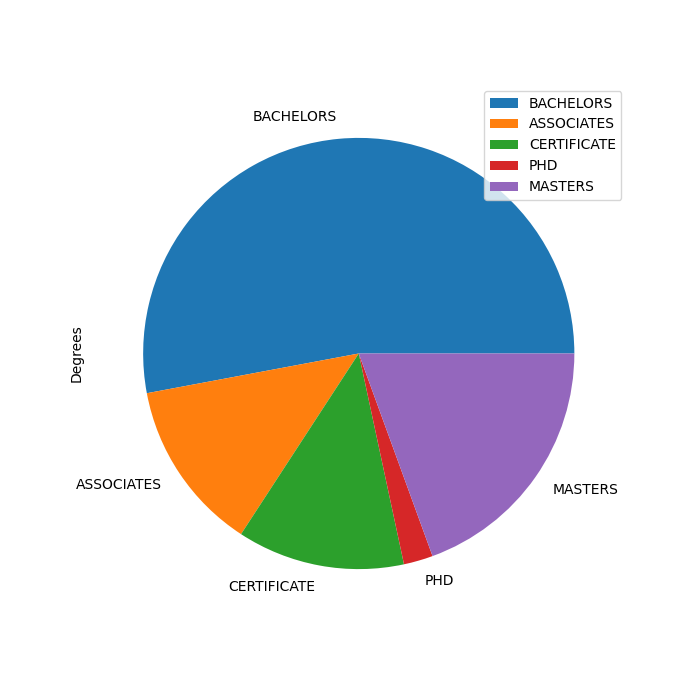 BACHELORS
BACHELORS
ASSOCIATES
CERTIFICATE
PHD
MASTERS
Degrees
ASSOCIATES
MASTERS
CERTIFICATE
PHD